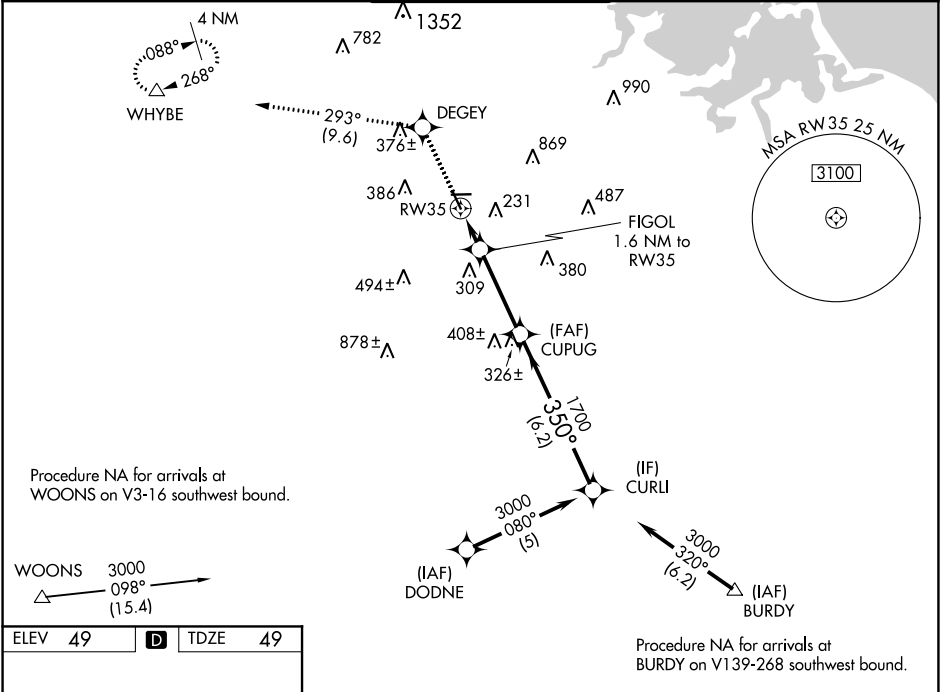 4 NM
088°
268°
WHYBE
1352
782
990
293°
(9.6)
DEGEY
376±
869
MSA RW35 25 NM
3100
386
RW35
231
487
FIGOL
1.6 NM to
RW35
494±
309
380
878±
408±
(FAF)
CUPUG
326±
1700
350°
(6.2)
Procedure NA for arrivals at
WOONS on V3-16 southwest bound.
(IF)
CURLI
3000
080°
(5)
(IAF)
DODNE
3000
320°
(6.2)
(IAF)
BURDY
WOONS
3000
098°
(15.4)
Procedure NA for arrivals at
BURDY on V139-268 southwest bound.
ELEV 49 D TDZE 49